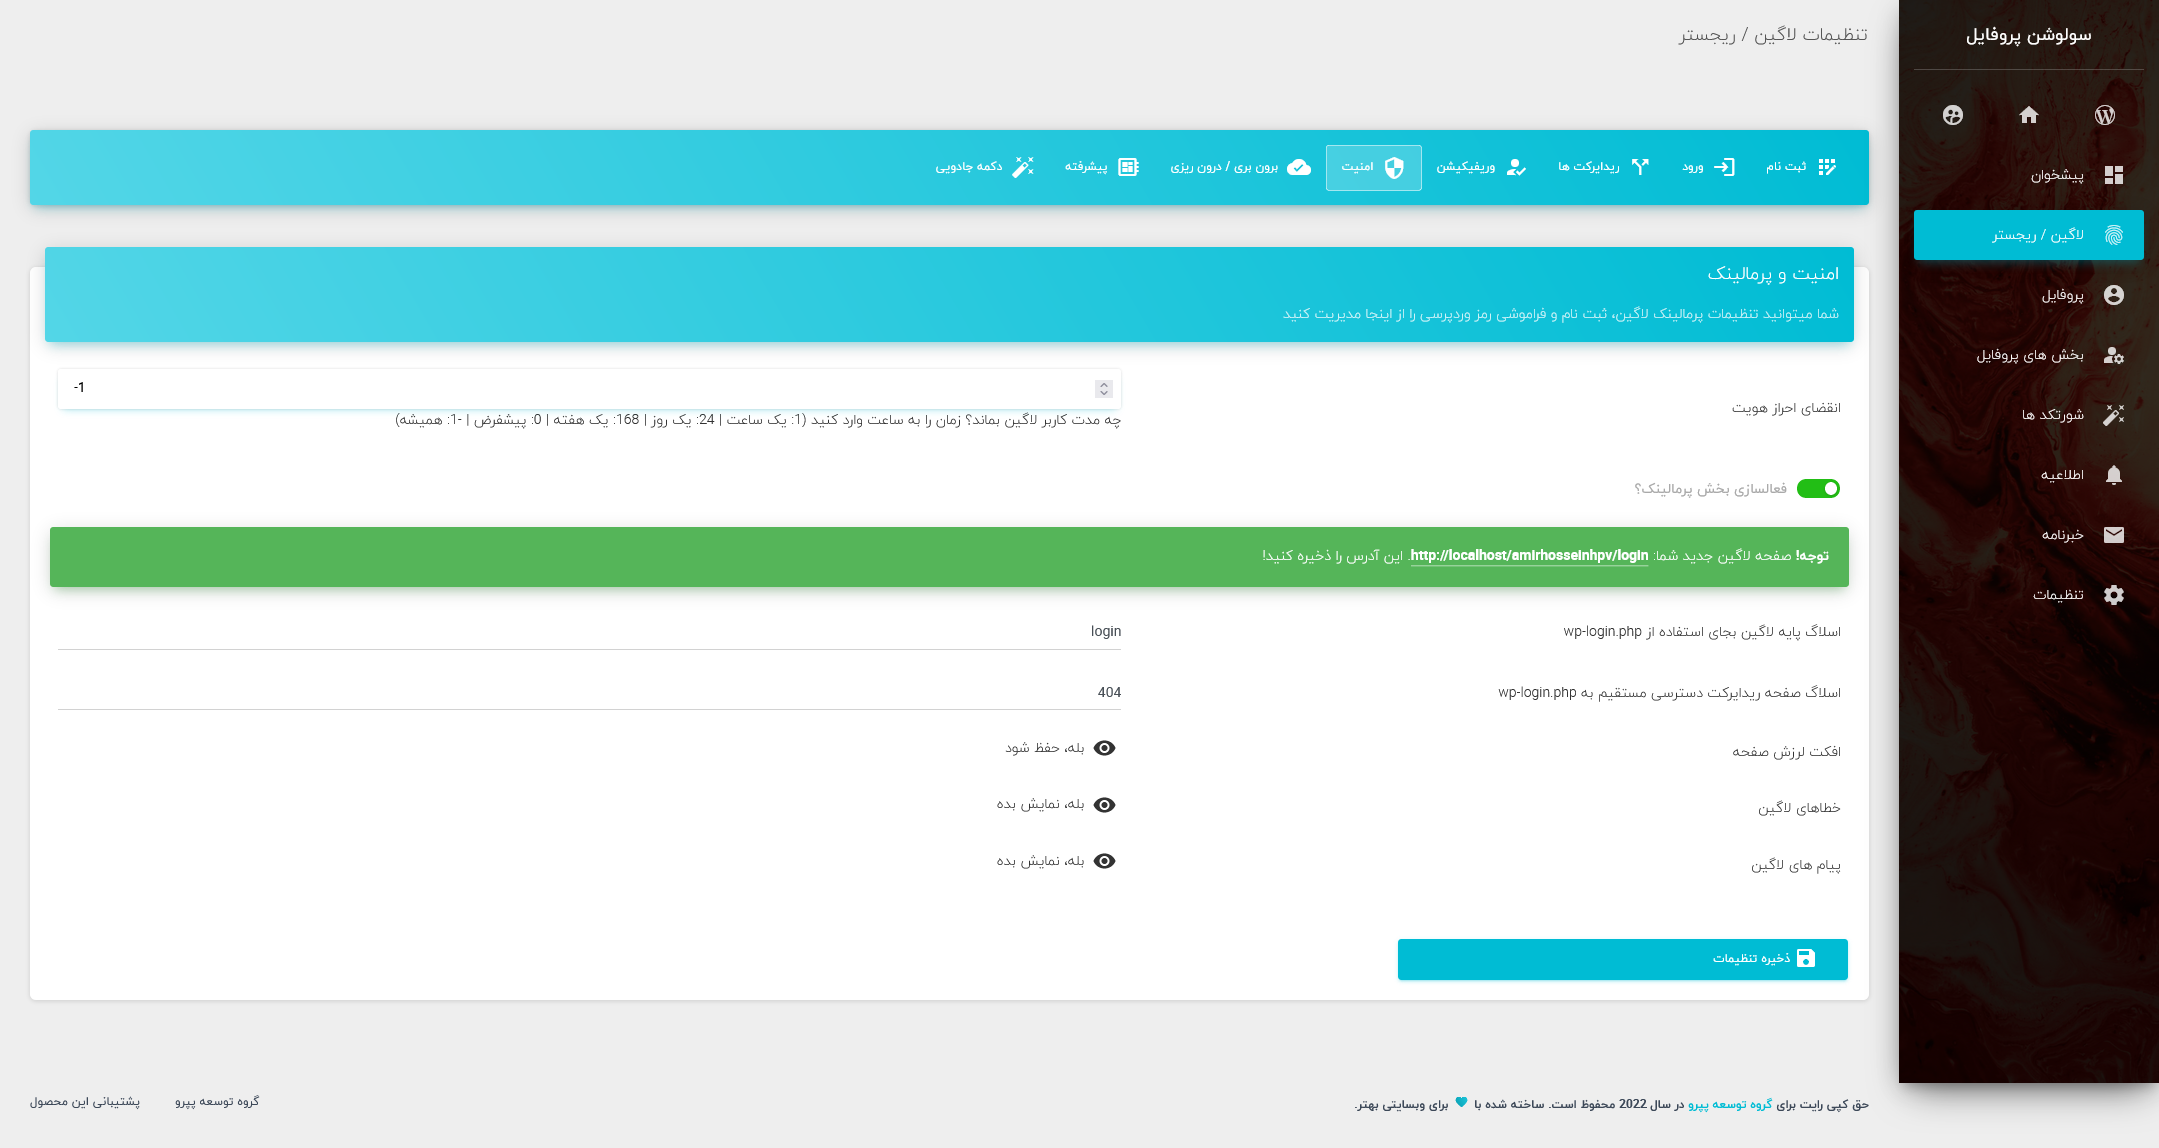 سولوشن پروفایل
پیشخوان
لاگین / ریجستر
پروفایل
بخش های پروفایل
شورتکد ها
اطلاعیه
خبرنامه
تنظیمات
تنظیمات لاگین / ریجستر
ثبت نام
ورود
ریدایرکت ها
وریفیکیشن
امنیت
برون بری / درون ریزی
پیشرفته
دکمه جادویی
امنیت و پرمالینک
شما میتوانید تنظیمات پرمالینک لاگین، ثبت نام و فراموشی رمز وردپرسی را از اینجا مدیریت کنید
انقضای احراز هویت
-1
چه مدت کاربر لاگین بماند؟ زمان را به ساعت وارد کنید (1: یک ساعت | 24: یک روز | 168: یک هفته | 0: پیشفرض | -1: همیشه)
فعالسازی بخش پرمالینک؟
توجه! صفحه لاگین جدید شما: http://localhost/amirhosseinhpv/login. این آدرس را ذخیره کنید!
اسلاگ پایه لاگین بجای استفاده از wp-login.php
login
اسلاگ صفحه ریدایرکت دسترسی مستقیم به wp-login.php
404
افکت لرزش صفحه
بله، حفظ شود
خطاهای لاگین
بله، نمایش بده
پیام های لاگین
بله، نمایش بده
ذخیره تنظیمات
حق کپی رایت برای گروه توسعه پپرو در سال 2022 محفوظ است. ساخته شده با ♥ برای وبسایتی بهتر.
گروه توسعه پپرو
پشتیبانی این محصول